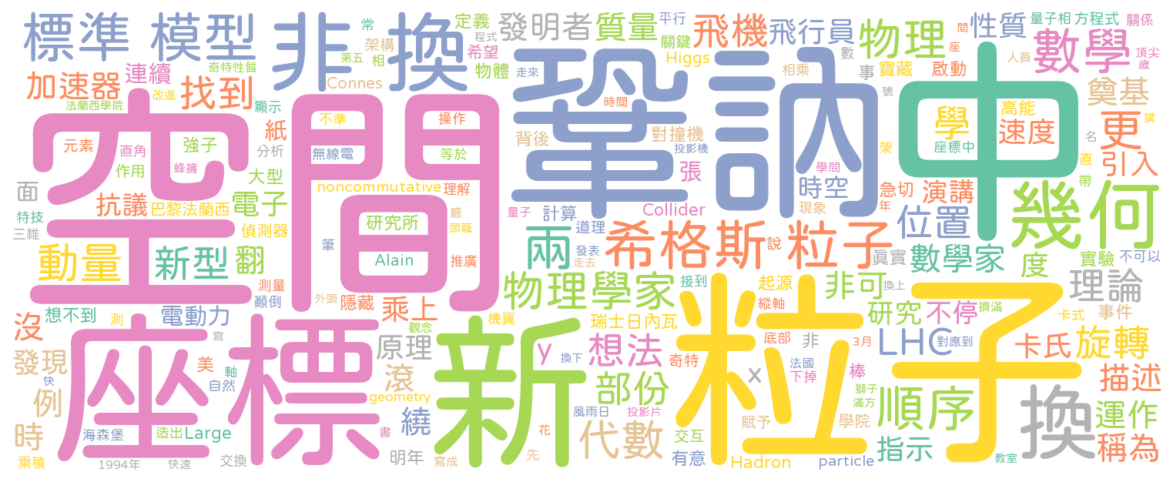 標準 模型
非
換
常
架構
第五
相
程式
定義
希望
物體
走來
發明者
質量
關鍵
平行
Higgs
飛機
飛行員
數
相乘
事
物理
寶藏
座
間
啟動
性質
量子相
方程式
關係
人員
數學
頂尖
歲
加速器
連續
奇特性質
改進
找到
Connes
法蘭西學院
顯示
紙
分析
元素
直角
作用
強子
蜂擁
大型
空間
不準
無線電
操作
等於
noncommutative
理解
研究所
Alain
推廣
聽
頭籠
筆
鞏訥
背後
對撞機
投影機
時間
張
Collider
時空
學問
現象
號
架
急切
年
演講
中
學
座標中
高能
速度
名
直
帶
更
講
奠基
引入
面
特技
三維
抗議
巴黎法蘭西
電子
偵測器
動量
新型
翻
測量
顛倒
量子
計算
道理
發表
走去
希格斯 粒子
說
兩
位置
數學家
真實
度
幾何
實驗
不可以
想不到
測
電動力
隱藏
乘上
外頭
觀念
機翼
物理學家
接到
非可
換上
起源
縱軸
理論
研究
不停
擠滿
卡式
事件
沒
寫
發現
快
美
軸
自然
原理
滾
換下
geometry
y
瑞士日內瓦
想法
奇特
底部
非
3月
LHC
對應到
卡氏
旋轉
例
時
乘積
海森堡
造出
Large
1994年
快速
交換
座標
書
繞
明年
寫成
新
風雨日
投影片
花
先
部份
代數
交互
有意
x
法國
下掉
棒
賦予
學院
獅子
滿方
Hadron
particle
粒子
順序
指示
教室
換
描述
運作
稱為